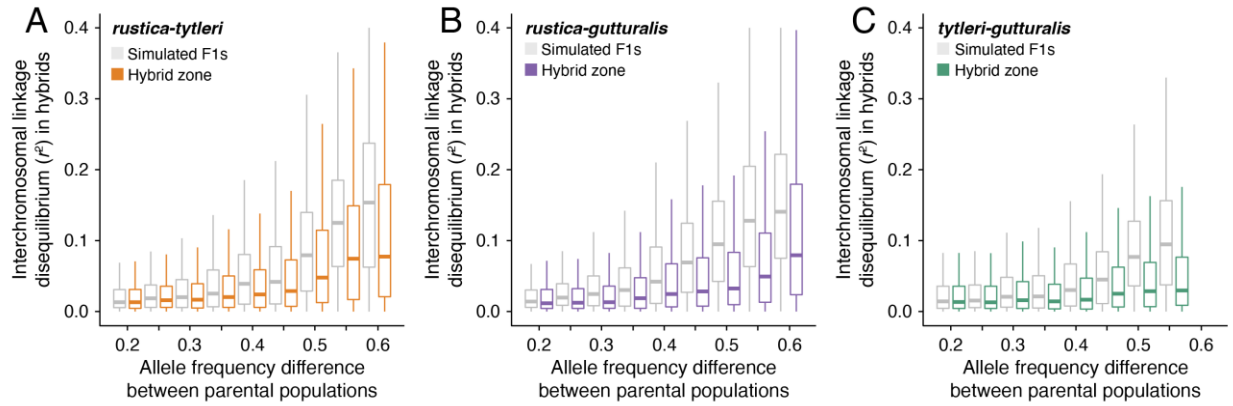 A
rustica-tytleri
Simulated F1s
Hybrid zone
Interchromosomal linkage
disequilibrium (r²) in hybrids
0.4
0.3
0.2
0.1
0.0
0.2
0.3
0.4
0.5
0.6
Allele frequency difference
between parental populations
B
rustica-gutturalis
Simulated F1s
Hybrid zone
Interchromosomal linkage
disequilibrium (r²) in hybrids
0.4
0.3
0.2
0.1
0.0
0.2
0.3
0.4
0.5
0.6
Allele frequency difference
between parental populations
C
tytleri-gutturalis
Simulated F1s
Hybrid zone
Interchromosomal linkage
disequilibrium (r²) in hybrids
0.4
0.3
0.2
0.1
0.0
0.2
0.3
0.4
0.5
0.6
Allele frequency difference
between parental populations